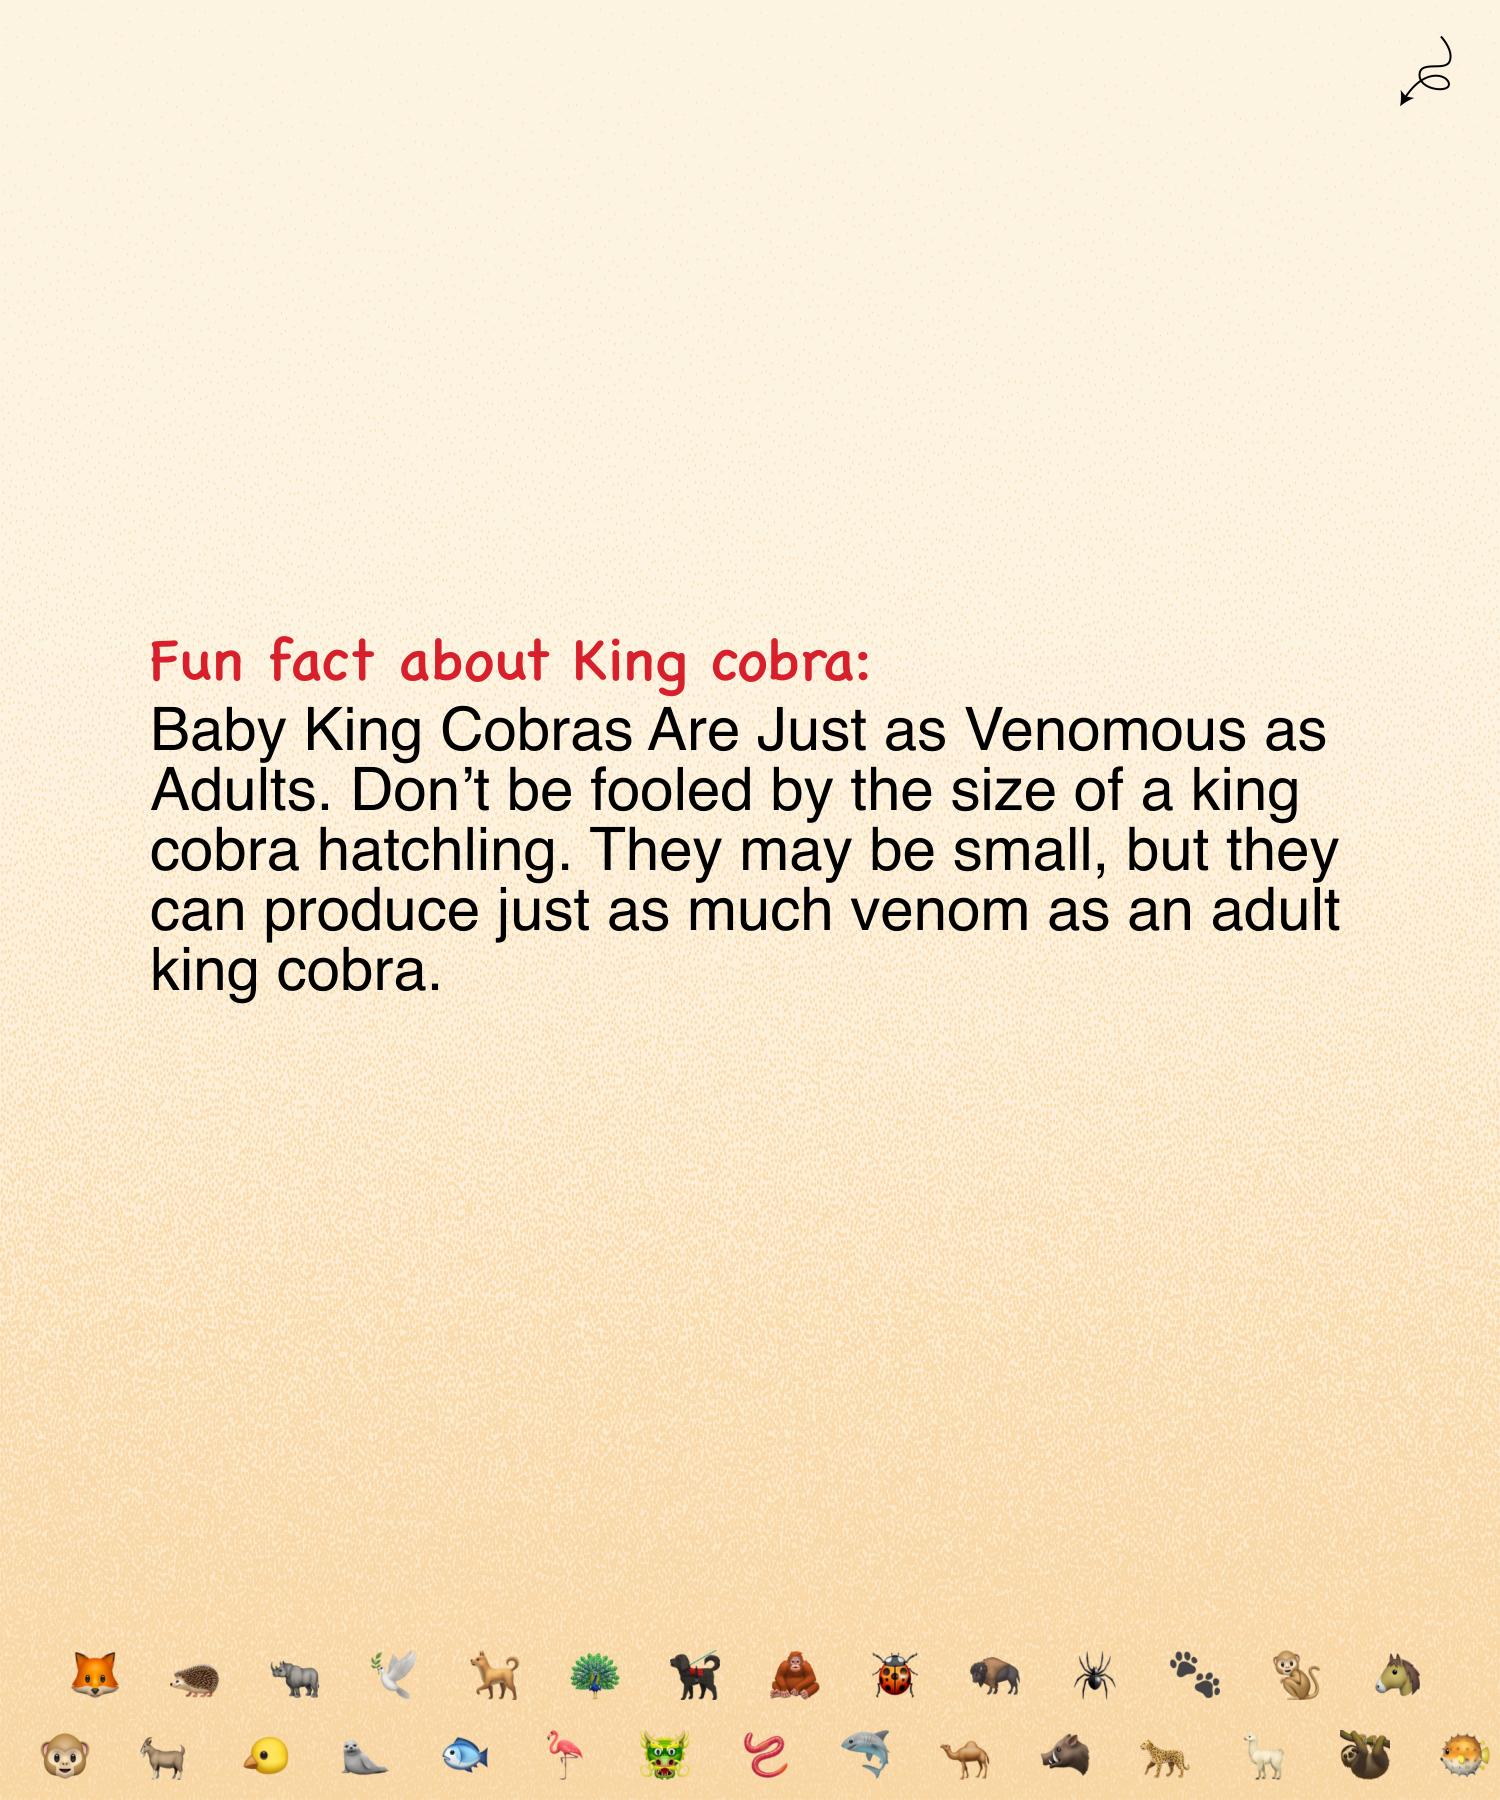 Fun fact about King cobra:
Baby King Cobras Are Just as Venomous as
Adults. Don’t be fooled by the size of a king
cobra hatchling. They may be small, but they
can produce just as much venom as an adult
king cobra.